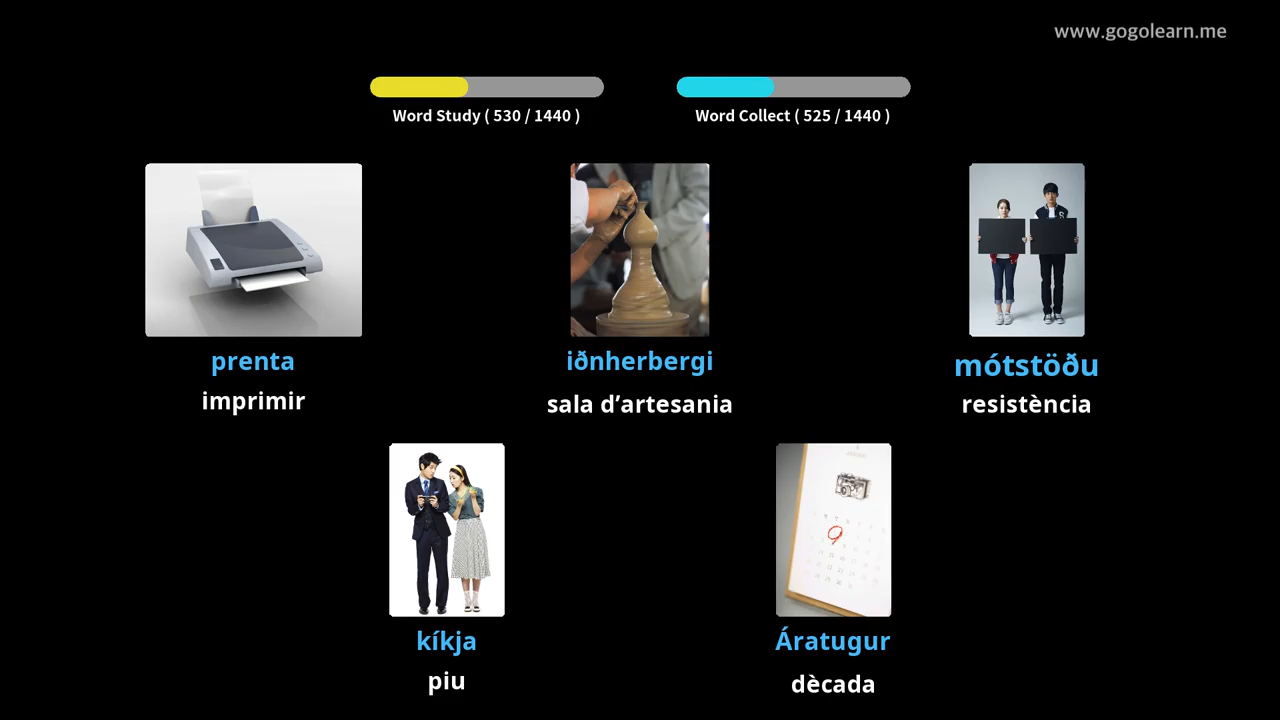 www.gogolearn.me
Word Study ( 530 / 1440 )
Word Collect ( 525 / 1440 )
prenta
imprimir
iðnherbergi
sala d’artesania
mótstöðu
resistència
kíkja
piu
Áratugur
dècada